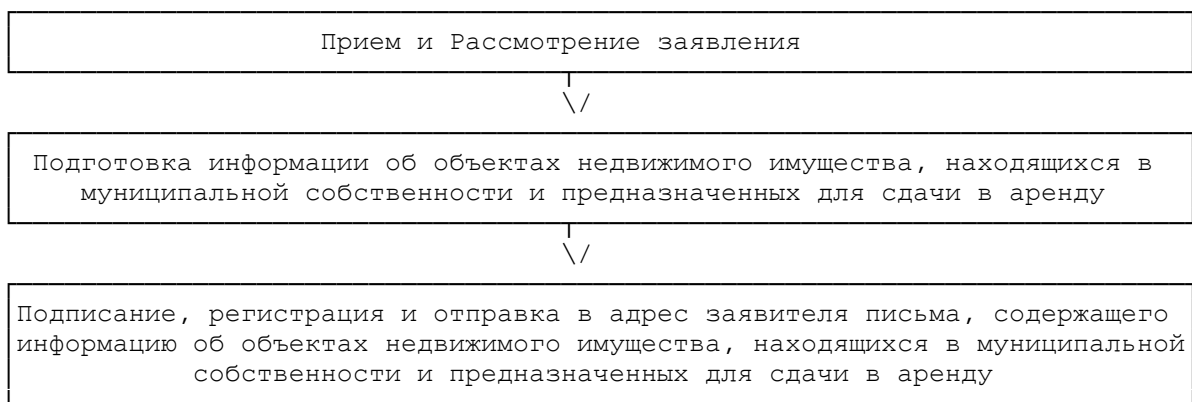 Прием и Рассмотрение заявления
\/
Подготовка информации об объектах недвижимого имущества, находящихся в
муниципальной собственности и предназначенных для сдачи в аренду
\/
Подписание, регистрация и отправка в адрес заявителя письма, содержащего
информацию об объектах недвижимого имущества, находящихся в муниципальной
собственности и предназначенных для сдачи в аренду